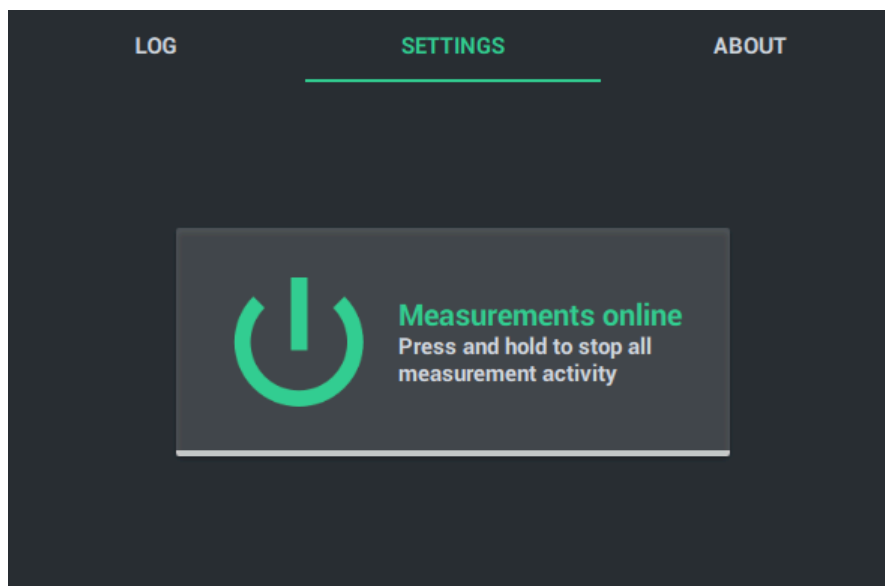 LOG SETTINGS ABOUT
Measurements online
Press and hold to stop all
measurement activity